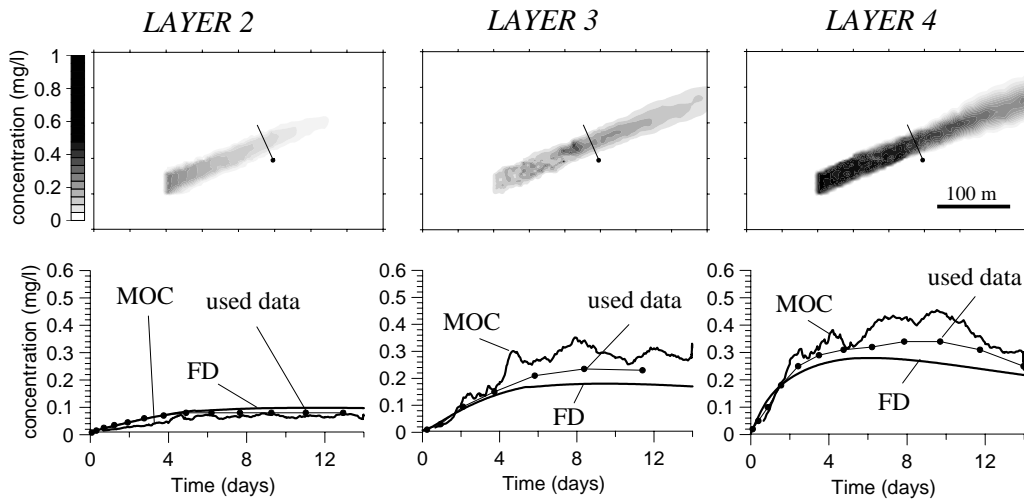 LAYER 2 LAYER 3 LAYER 4
concentration (mg/l)
1
0.8
0.6
0.4
0.2
0
100 m
concentration (mg/l)
0.6
0.5
0.4
0.3
0.2
0.1
0
MOC
used data
FD
0 4 8 12
Time (days)
0.6
0.5
0.4
0.3
0.2
0.1
0
MOC
used data
FD
0 4 8 12
Time (days)
0.6
0.5
0.4
0.3
0.2
0.1
0
used data
MOC
FD
0 4 8 12
Time (days)